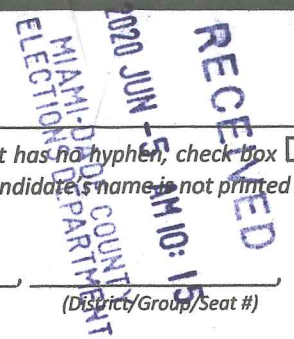 RECEIVED
2020 JUN -5 AM 10: 15
MIAMI-DADE COUNTY
ELECTIONS DEPARTMENT
t has no hyphen, check box
ndidate's name is not printed
,
(District/Group/Seat #)